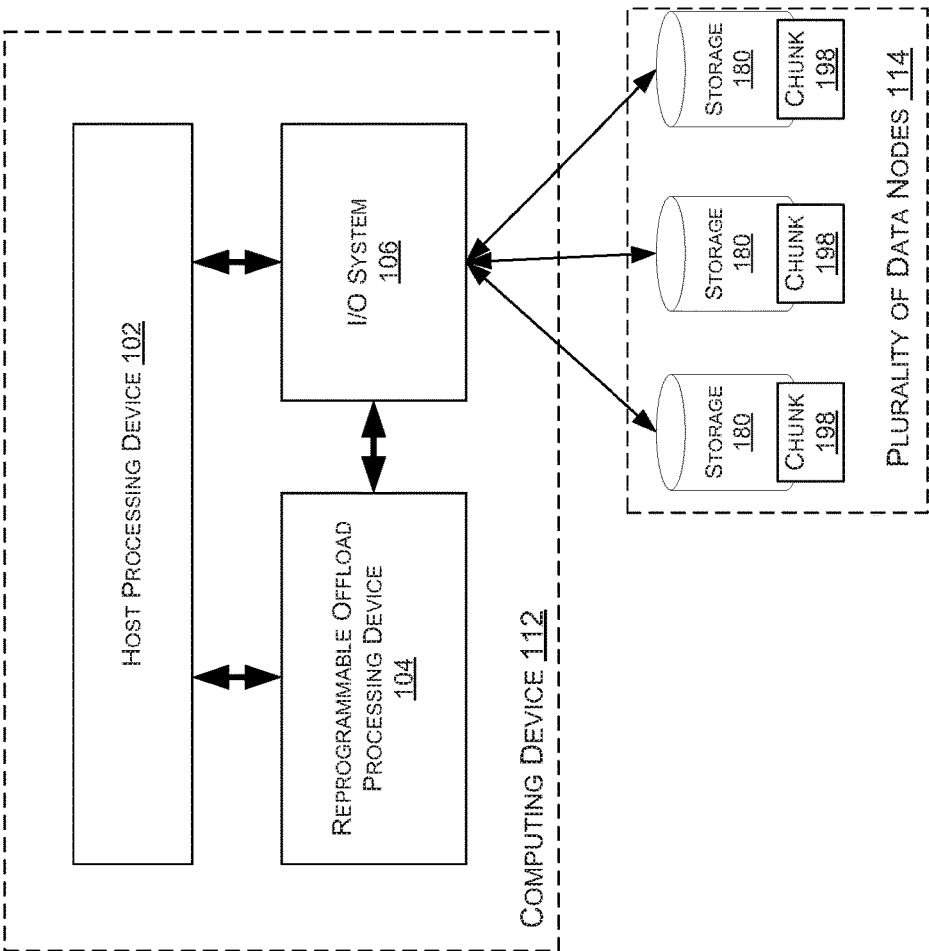 HOST PROCESSING DEVICE 102
REPROGRAMMABLE OFFLOAD
PROCESSING DEVICE
104
I/O SYSTEM
106
COMPUTING DEVICE 112
STORAGE
180
CHUNK
198
STORAGE
180
CHUNK
198
STORAGE
180
CHUNK
198
PLURALITY OF DATA NODES 114